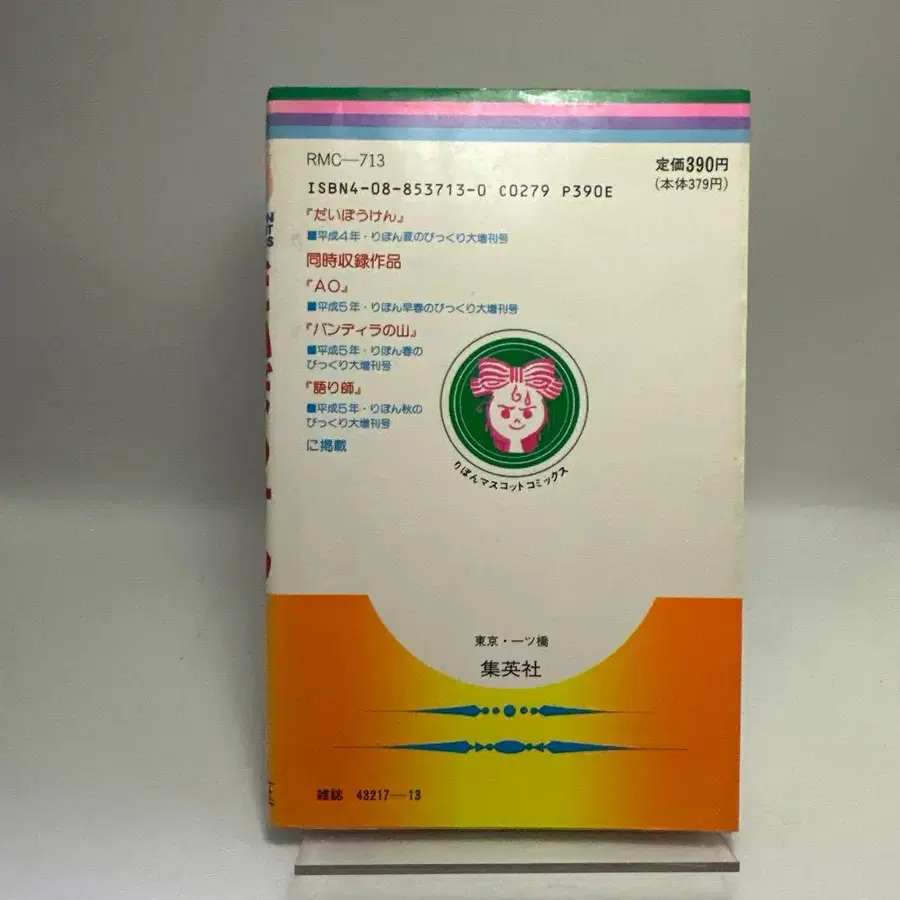 RMC—713
定価390円
ISBN4-08-853713-0 C0279 P390E
（本体379円）
『だいぼうけん』
■平成4年・りぼん夏のびっくり大増刊号
同時収録作品
『AO』
■平成5年・りぼん早春のびっくり大増刊号
『バンディラの山』
■平成5年・りぼん春の
びっくり大増刊号
『語り師』
■平成5年・りぼん秋の
びっくり大増刊号
に掲載
りぼんマスコットコミックス
東京・一ツ橋
集英社
雑誌 43217—13